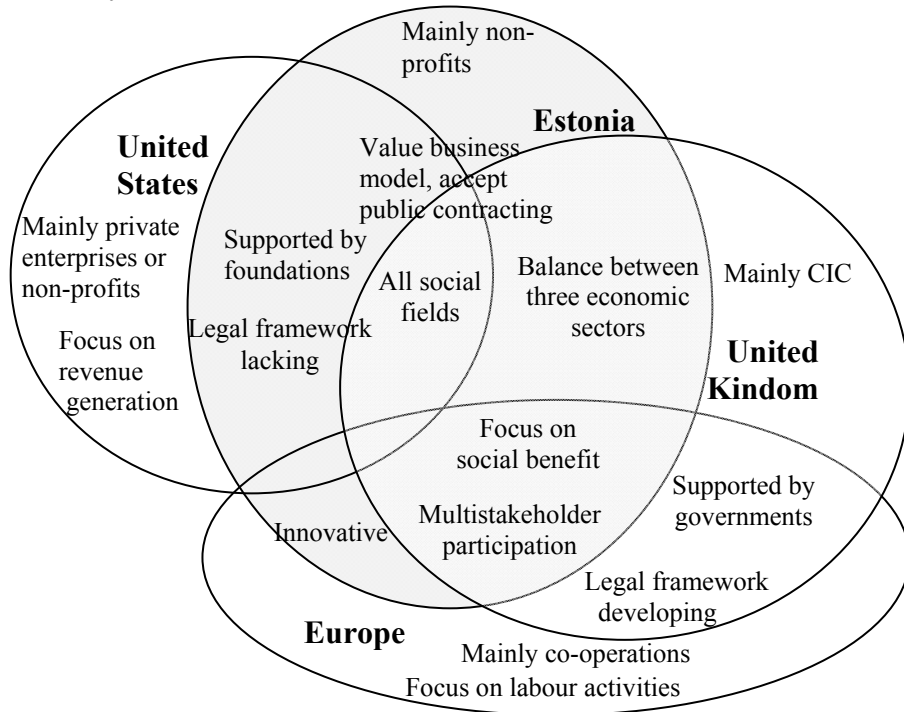 Mainly non-
profits
Estonia
United
States
Value business
model, accept
public contracting
Mainly private
enterprises or
non-profits
Supported by
foundations
All social
fields
Balance between
three economic
sectors
Mainly CIC
Focus on
revenue
generation
Legal framework
lacking
United
Kindom
Focus on
social benefit
Supported by
governments
Innovative
Multistakeholder
participation
Legal framework
developing
Europe
Mainly co-operations
Focus on labour activities